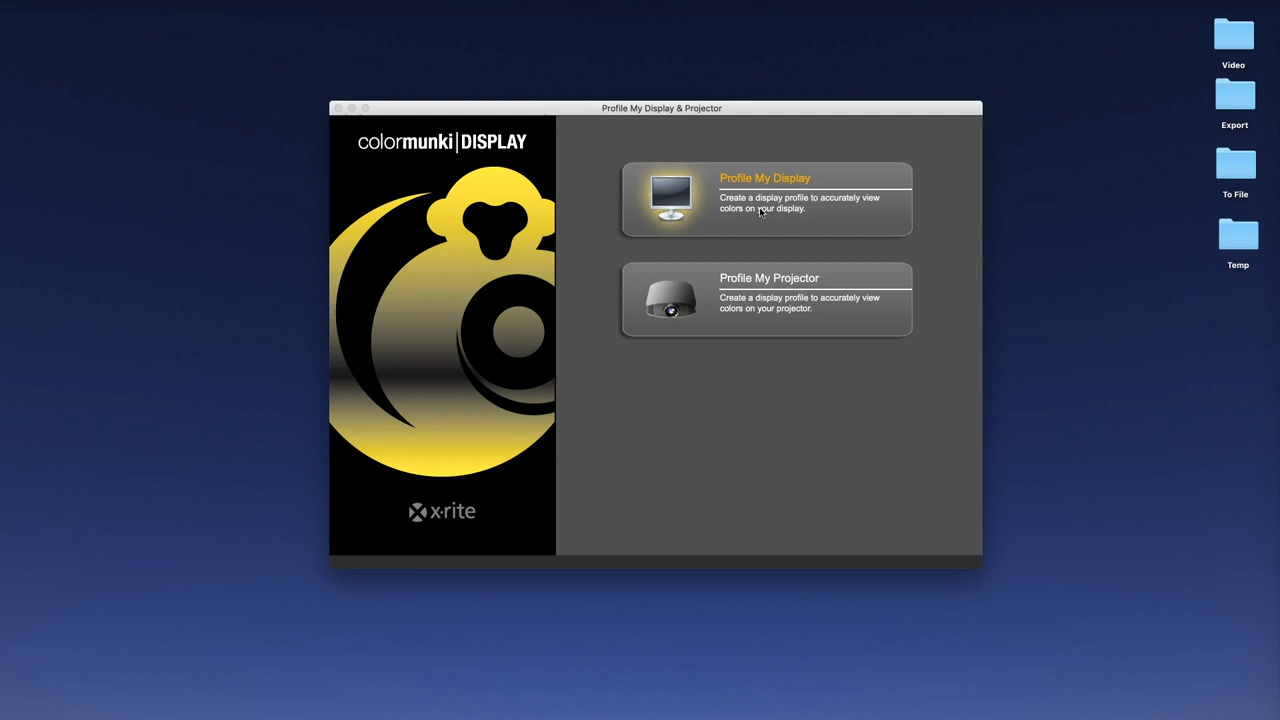 Profile My Display & Projector
colormunki|DISPLAY
x·rite
Profile My Display
Create a display profile to accurately view
colors on your display.
Profile My Projector
Create a display profile to accurately view
colors on your projector.
Video
Export
To File
Temp